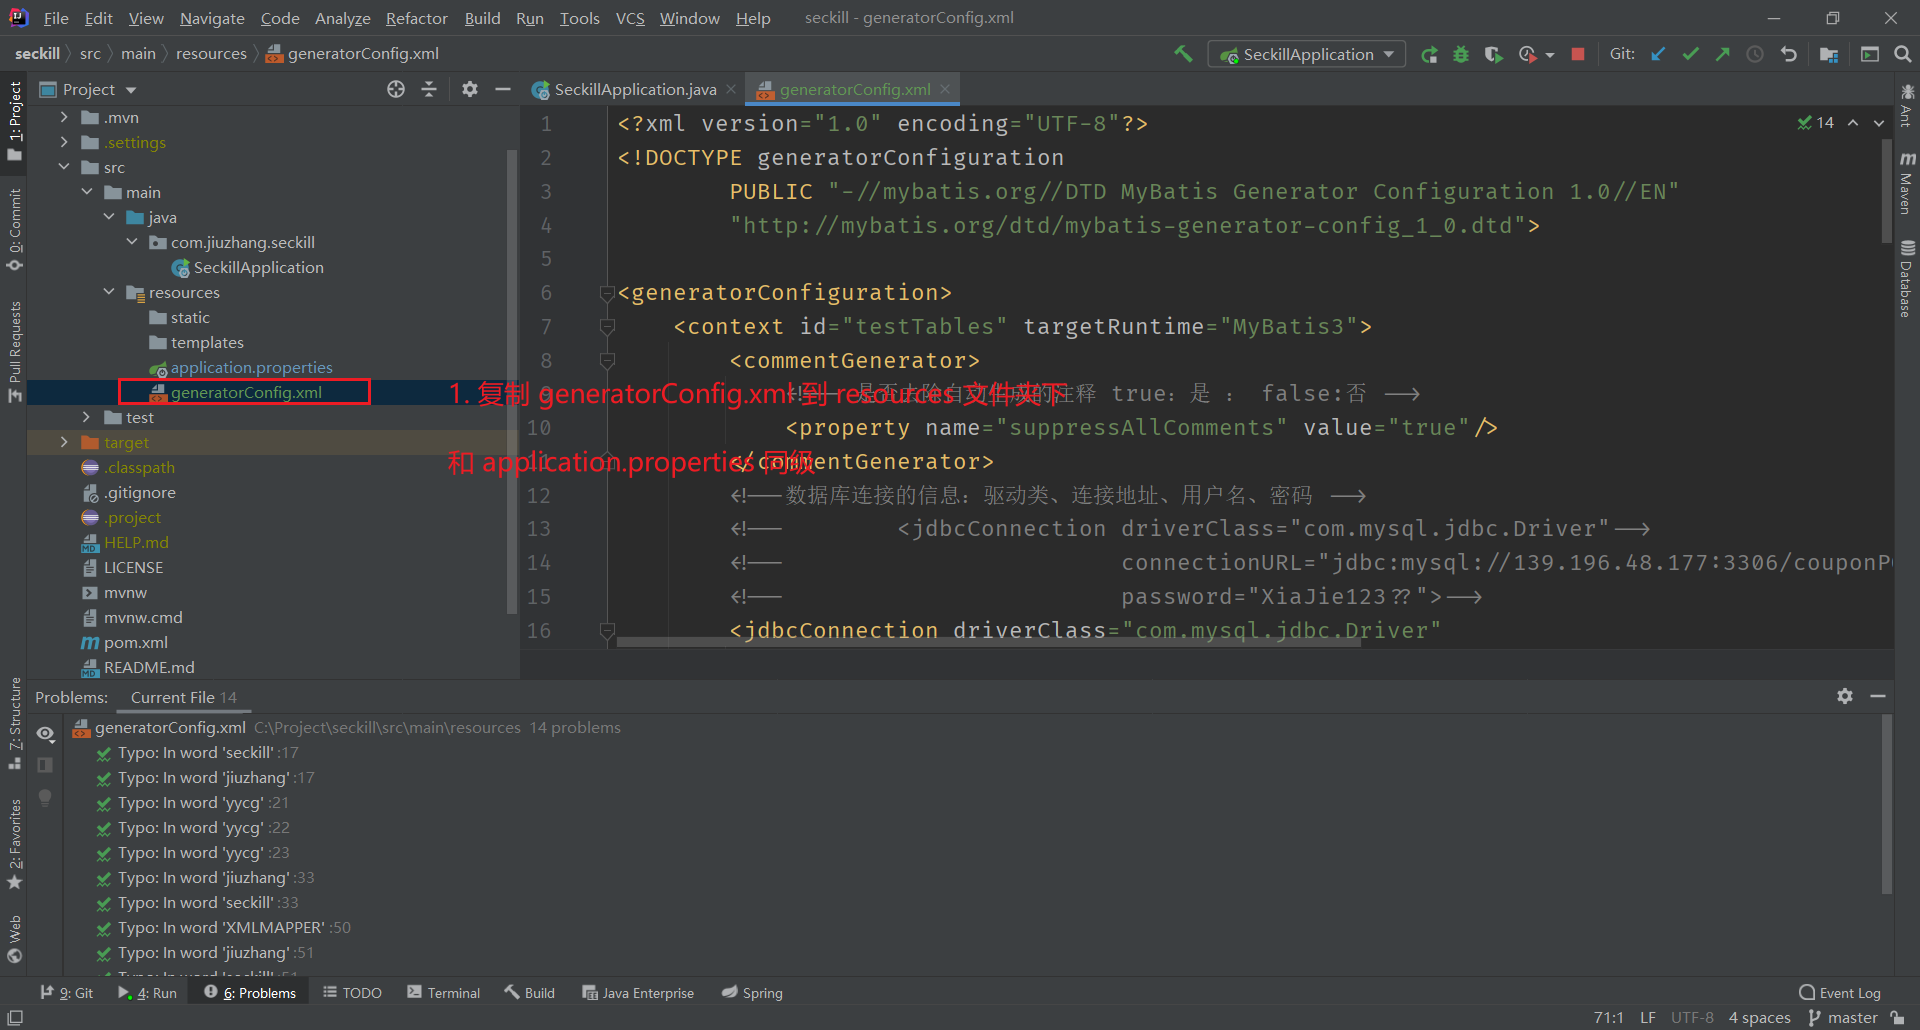 File Edit View Navigate Code Analyze Refactor Build Run Tools VCS Window Help seckill - generatorConfig.xml
seckill src main resources generatorConfig.xml SeckillApplication Git:
Project SeckillApplication.java generatorConfig.xml
1: Project
0: Commit
Pull Requests
7: Structure
2: Favorites
Web
.mvn
.settings
src
main
java
com.jiuzhang.seckill
SeckillApplication
resources
static
templates
application.properties
generatorConfig.xml
test
target
.classpath
.gitignore
.project
HELP.md
LICENSE
mvnw
mvnw.cmd
pom.xml
README.md
1 <?xml version="1.0" encoding="UTF-8"?>
2 <!DOCTYPE generatorConfiguration
3 PUBLIC "-//mybatis.org//DTD MyBatis Generator Configuration 1.0//EN"
4 "http://mybatis.org/dtd/mybatis-generator-config_1_0.dtd">
5
6 <generatorConfiguration>
7 <context id="testTables" targetRuntime="MyBatis3">
8 <commentGenerator>
1. 复制 generatorConfig.xml 到 resources 文件夹下
是否去除自动生成的注释 true：是 ： false:否 -->
10 <property name="suppressAllComments" value="true"/>
和 application.properties 同级
</commentGenerator>
12 <!--数据库连接的信息：驱动类、连接地址、用户名、密码 -->
13 <!-- <jdbcConnection driverClass="com.mysql.jdbc.Driver"-->
14 <!-- connectionURL="jdbc:mysql://139.196.48.177:3306/couponP
15 <!-- password="XiaJie123??">-->
16 <jdbcConnection driverClass="com.mysql.jdbc.Driver"
14
Ant
Maven
Database
Problems: Current File 14
generatorConfig.xml C:\Project\seckill\src\main\resources 14 problems
Typo: In word 'seckill' :17
Typo: In word 'jiuzhang' :17
Typo: In word 'yycg' :21
Typo: In word 'yycg' :22
Typo: In word 'yycg' :23
Typo: In word 'jiuzhang' :33
Typo: In word 'seckill' :33
Typo: In word 'XMLMAPPER' :50
Typo: In word 'jiuzhang' :51
9: Git 4: Run 6: Problems TODO Terminal Build Java Enterprise Spring Event Log
71:1 LF UTF-8 4 spaces master